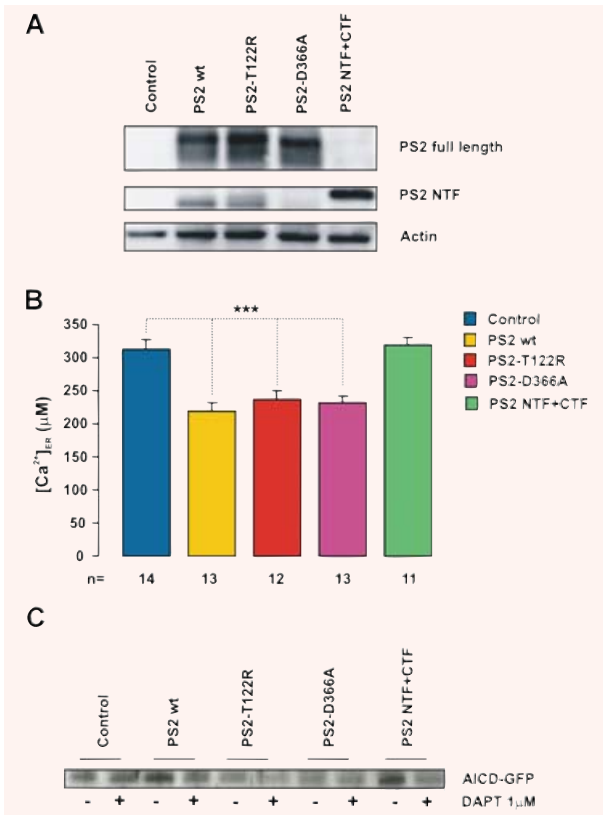 A
Control
PS2 wt
PS2-T122R
PS2-D366A
PS2 NTF+CTF
PS2 full length
PS2 NTF
Actin
B
***
350
300
250
200
150
100
50
0
[Ca²⁺]ER (µM)
Control
PS2 wt
PS2-T122R
PS2-D366A
PS2 NTF+CTF
n= 14 13 12 13 11
C
Control
PS2 wt
PS2-T122R
PS2-D366A
PS2 NTF+CTF
AICD-GFP
- + - + - + - + - + DAPT 1µM